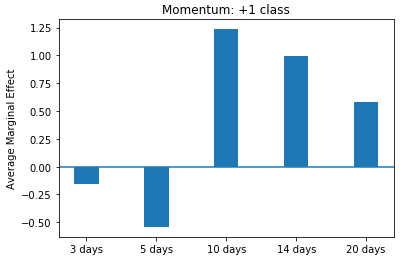 Momentum: +1 class
Average Marginal Effect
1.25
1.00
0.75
0.50
0.25
0.00
−0.25
−0.50
3 days
5 days
10 days
14 days
20 days